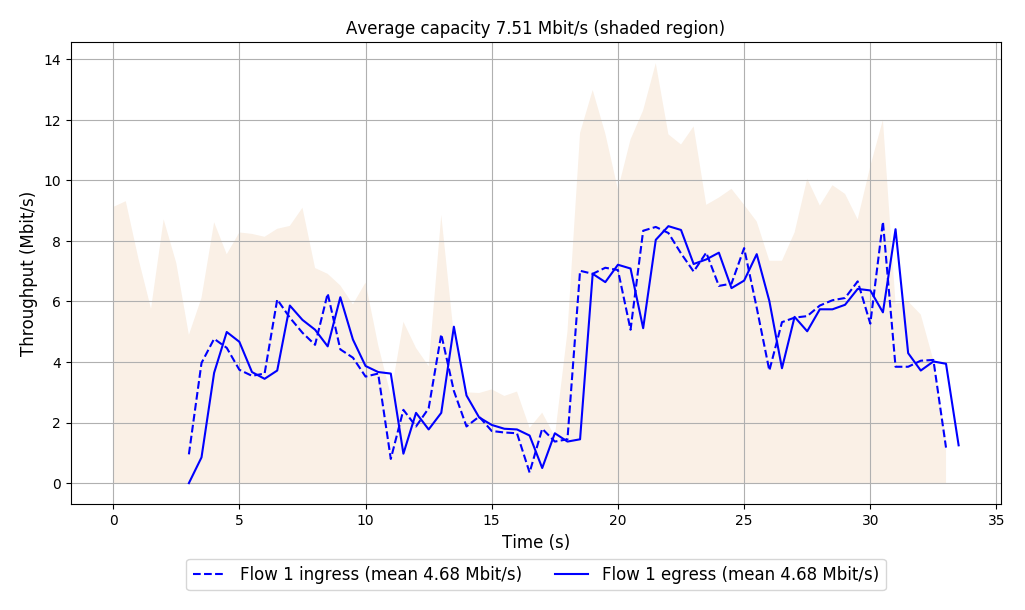 Average capacity 7.51 Mbit/s (shaded region)
14
12
10
8
6
4
2
0
Throughput (Mbit/s)
0 5 10 15 20 25 30 35
Time (s)
Flow 1 ingress (mean 4.68 Mbit/s) Flow 1 egress (mean 4.68 Mbit/s)